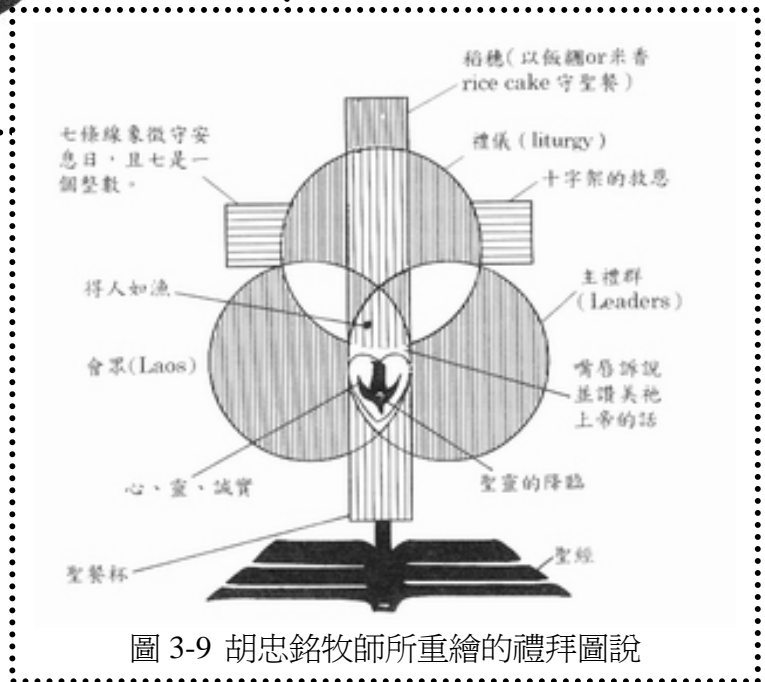 稻穗(以飯糰or米香
rice cake 守聖餐)
禮儀(liturgy)
十字架的救恩
七條線象徵守安
息日,且七是一
個整數。
得人如漁
主禮群
(Leaders)
會眾(Laos)
嘴唇訴說
並讚美祂
上帝的話
心、靈、誠實
聖靈的降臨
聖餐杯
聖經
圖 3-9 胡忠銘牧師所重繪的禮拜圖說